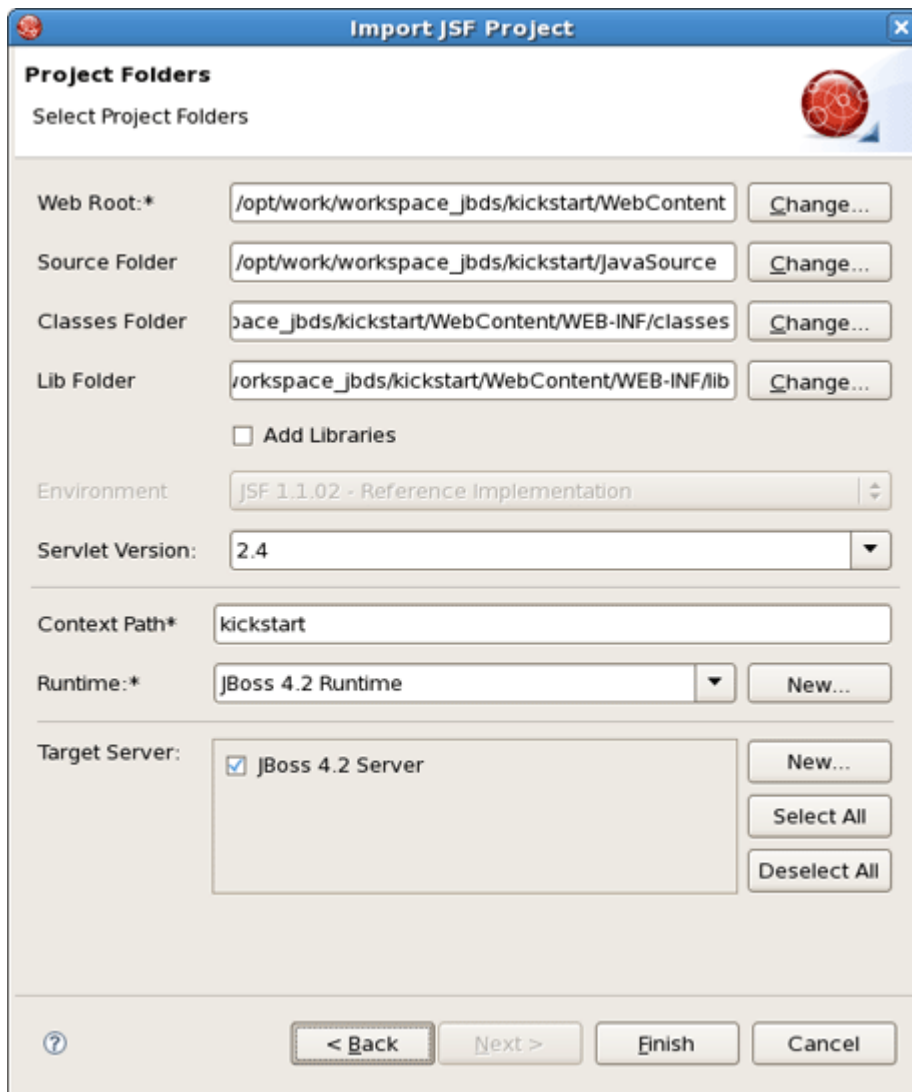 Import JSF Project
Project Folders
Select Project Folders
Web Root:* /opt/work/workspace_jbds/kickstart/WebContent Change...
Source Folder /opt/work/workspace_jbds/kickstart/JavaSource Change...
Classes Folder pace_jbds/kickstart/WebContent/WEB-INF/classes Change...
Lib Folder workspace_jbds/kickstart/WebContent/WEB-INF/lib Change...
Add Libraries
Environment JSF 1.1.02 - Reference Implementation
Servlet Version: 2.4
Context Path* kickstart
Runtime:* JBoss 4.2 Runtime New...
Target Server: JBoss 4.2 Server New...
Select All
Deselect All
< Back Next > Finish Cancel